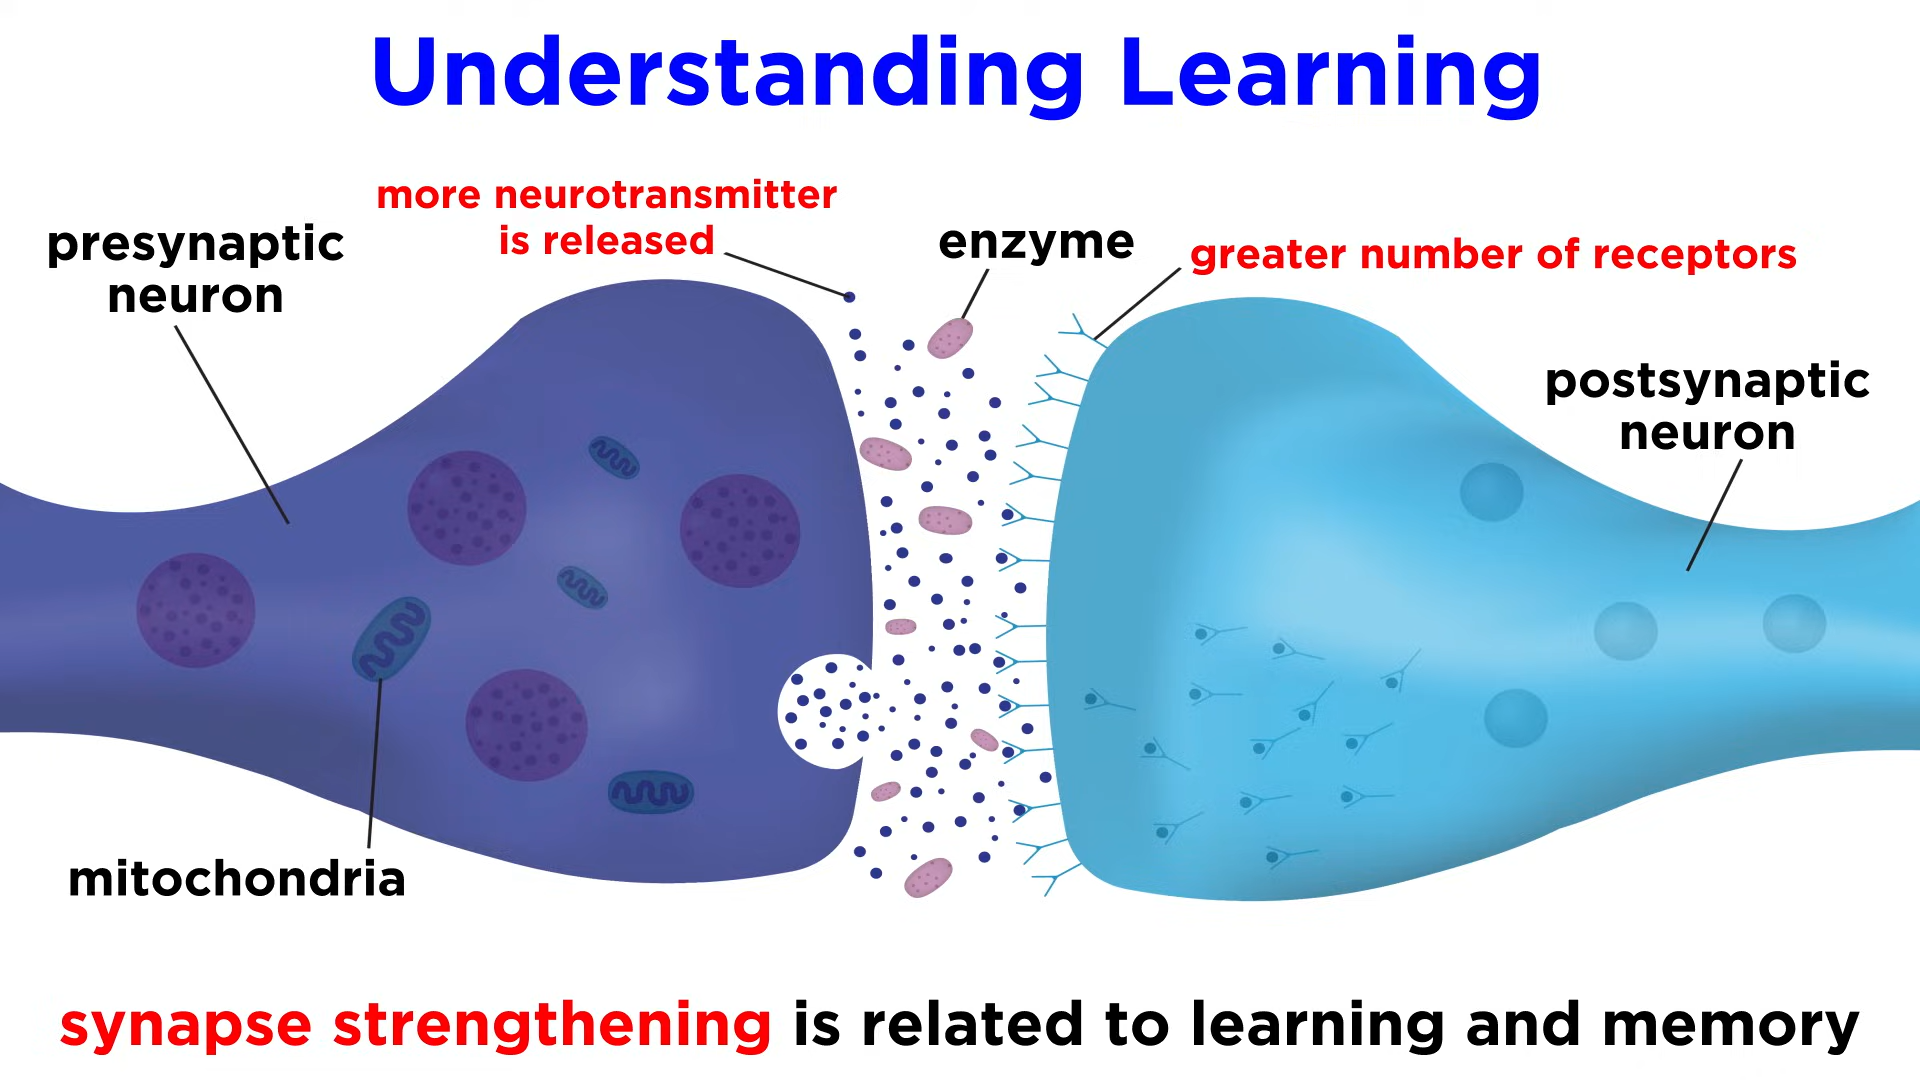 Understanding Learning
more neurotransmitter
is released
presynaptic
neuron
enzyme
greater number of receptors
postsynaptic
neuron
mitochondria
synapse strengthening is related to learning and memory